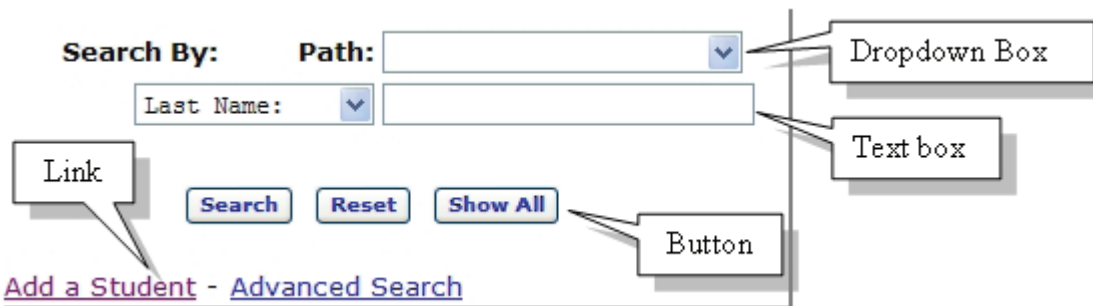 Search By: Path:
Dropdown Box
Last Name:
Text box
Link
Search Reset Show All
Button
Add a Student - Advanced Search